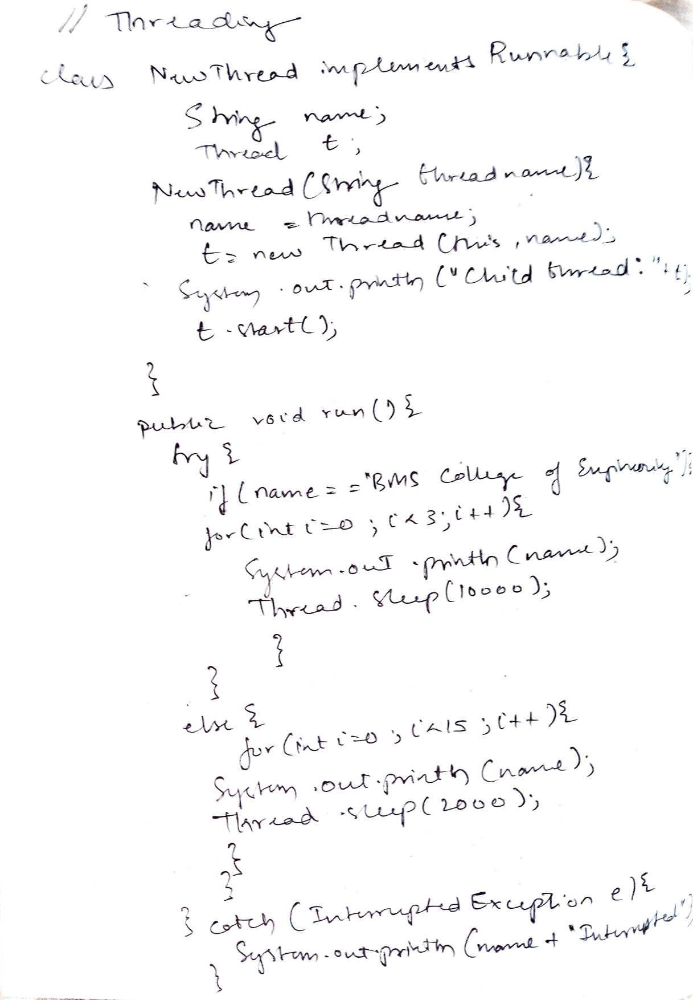 // Threading
class NewThread implements Runnable {
String name;
Thread t;
NewThread (String threadname){
name = threadname;
t = new Thread (this, name);
System.out.println ("Child thread: "+t);
t.start();
}
public void run() {
try {
if (name == "BMS College of Engineering"){
for (int i=0; i<3; i++){
System.out.println (name);
Thread.sleep(10000);
}
}
else {
for (int i=0; i<15; i++){
System.out.println (name);
Thread.sleep(2000);
}
}
} catch (InterruptedException e){
System.out.println (name + "Interrupted")
}